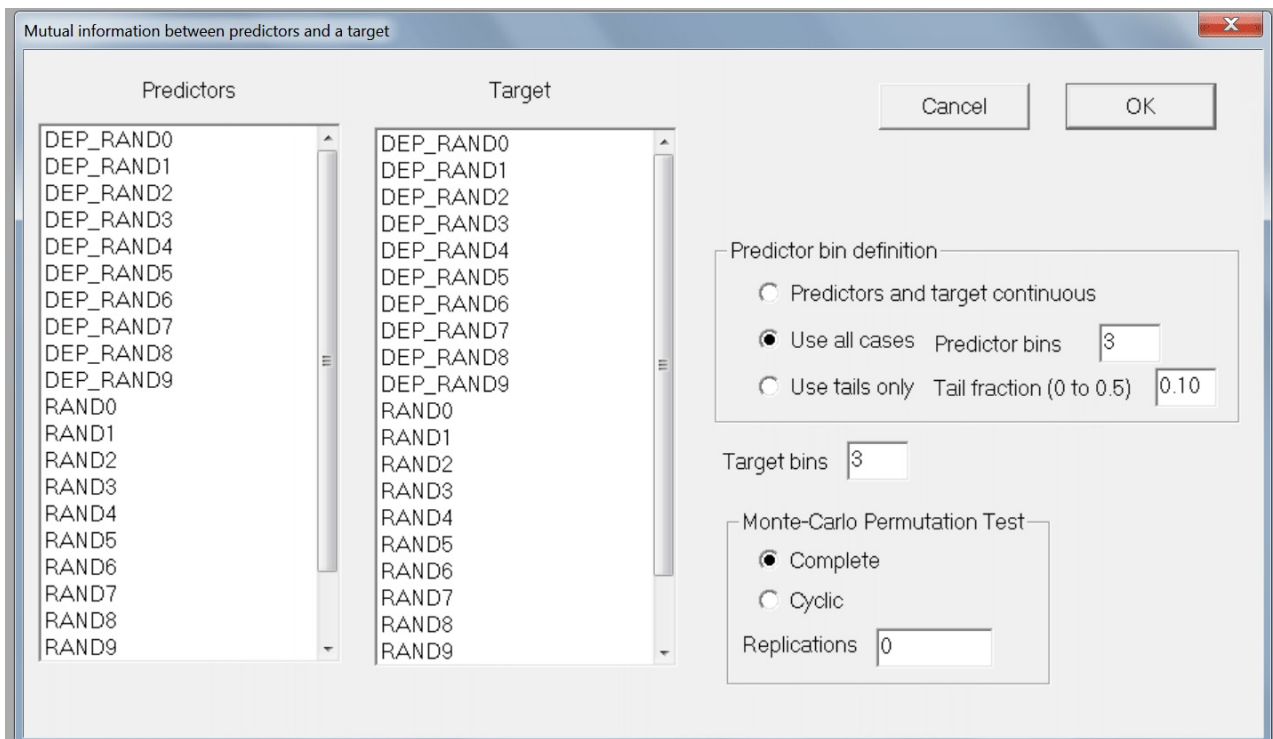 Mutual information between predictors and a target
Predictors
DEP_RAND0
DEP_RAND1
DEP_RAND2
DEP_RAND3
DEP_RAND4
DEP_RAND5
DEP_RAND6
DEP_RAND7
DEP_RAND8
DEP_RAND9
RAND0
RAND1
RAND2
RAND3
RAND4
RAND5
RAND6
RAND7
RAND8
RAND9
Target
DEP_RAND0
DEP_RAND1
DEP_RAND2
DEP_RAND3
DEP_RAND4
DEP_RAND5
DEP_RAND6
DEP_RAND7
DEP_RAND8
DEP_RAND9
RAND0
RAND1
RAND2
RAND3
RAND4
RAND5
RAND6
RAND7
RAND8
RAND9
Cancel OK
Predictor bin definition
Predictors and target continuous
Use all cases Predictor bins 3
Use tails only Tail fraction (0 to 0.5) 0.10
Target bins 3
Monte-Carlo Permutation Test
Complete
Cyclic
Replications 0